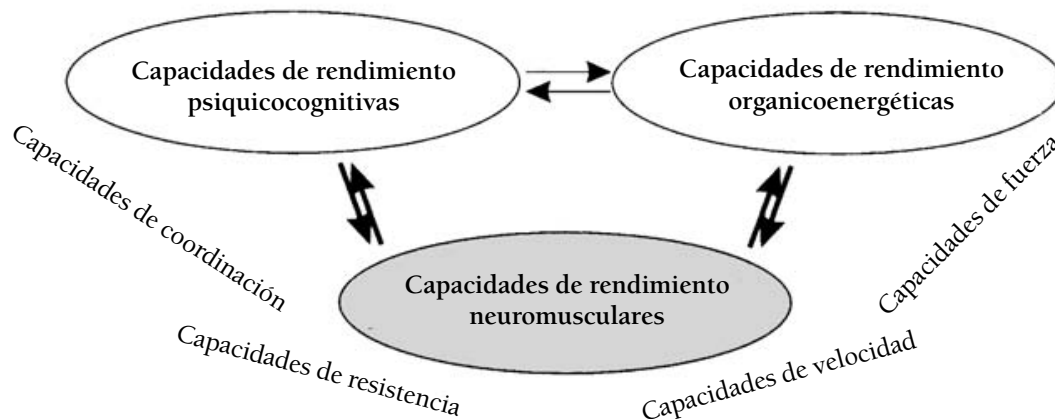 Capacidades de rendimiento
psiquicocognitivas
Capacidades de rendimiento
organicoenergéticas
Capacidades de coordinación
Capacidades de fuerza
Capacidades de rendimiento
neuromusculares
Capacidades de resistencia
Capacidades de velocidad